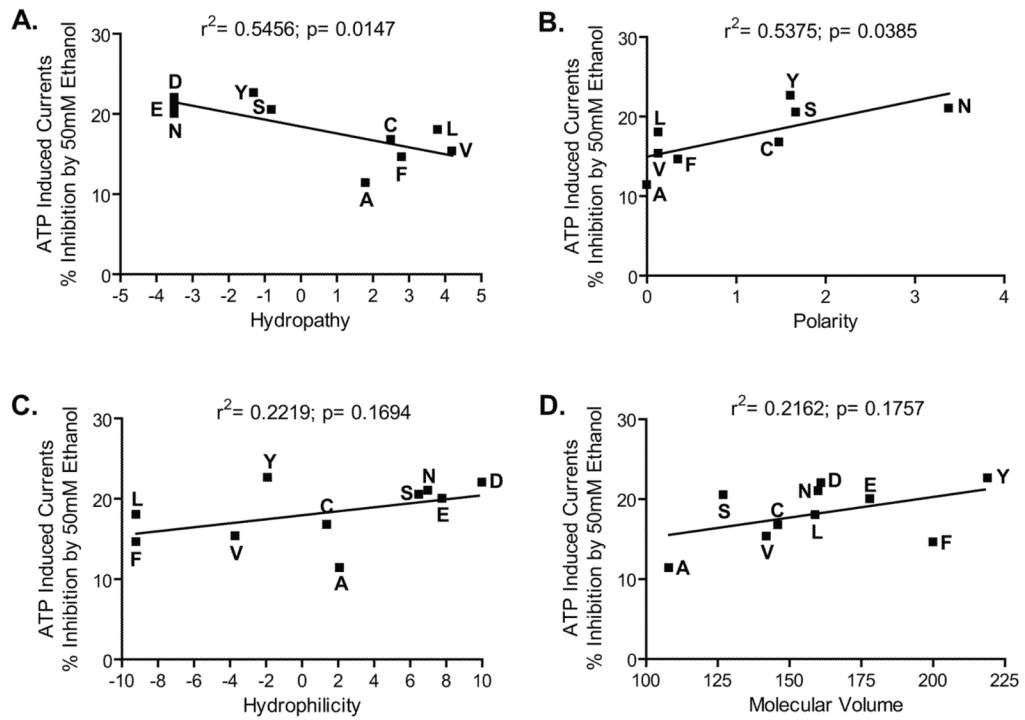 A.
r2= 0.5456; p= 0.0147
ATP Induced Currents
% Inhibition by 50mM Ethanol
30
20
10
0
D
E
N
Y
S
C
L
V
F
A
-5 -4 -3 -2 -1 0 1 2 3 4 5
Hydropathy
B.
r2= 0.5375; p= 0.0385
ATP Induced Currents
% Inhibition by 50mM Ethanol
30
20
10
0
Y
L
S
N
C
V
F
A
0 1 2 3 4
Polarity
C.
r2= 0.2219; p= 0.1694
ATP Induced Currents
% Inhibition by 50mM Ethanol
30
20
10
0
Y
L
N
D
S
C
E
F
V
A
-10 -8 -6 -4 -2 0 2 4 6 8 10
Hydrophilicity
D.
r2= 0.2162; p= 0.1757
ATP Induced Currents
% Inhibition by 50mM Ethanol
30
20
10
0
D
Y
E
N
S
C
L
V
F
A
100 125 150 175 200 225
Molecular Volume